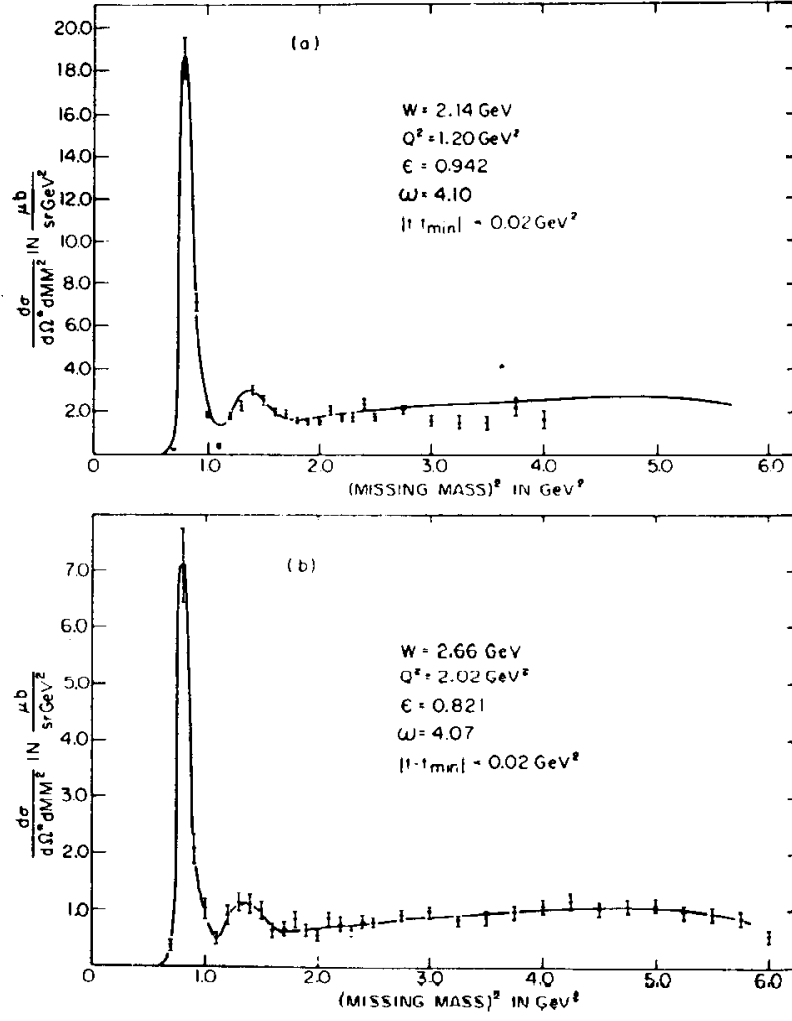 (a)
20.0
18.0
16.0
14.0
12.0
10.0
8.0
6.0
4.0
2.0
dσ / dΩ* dMM² IN μb / sr GeV²
W = 2.14 GeV
Q² = 1.20 GeV²
ϵ = 0.942
ω = 4.10
|t-tmin| ~ 0.02 GeV²
0 1.0 2.0 3.0 4.0 5.0 6.0
(MISSING MASS)² IN GeV²
(b)
7.0
6.0
5.0
4.0
3.0
2.0
1.0
dσ / dΩ* dMM² IN μb / sr GeV²
W = 2.66 GeV
Q² = 2.02 GeV²
ϵ = 0.821
ω = 4.07
|t-tmin| ~ 0.02 GeV²
0 1.0 2.0 3.0 4.0 5.0 6.0
(MISSING MASS)² IN GeV²